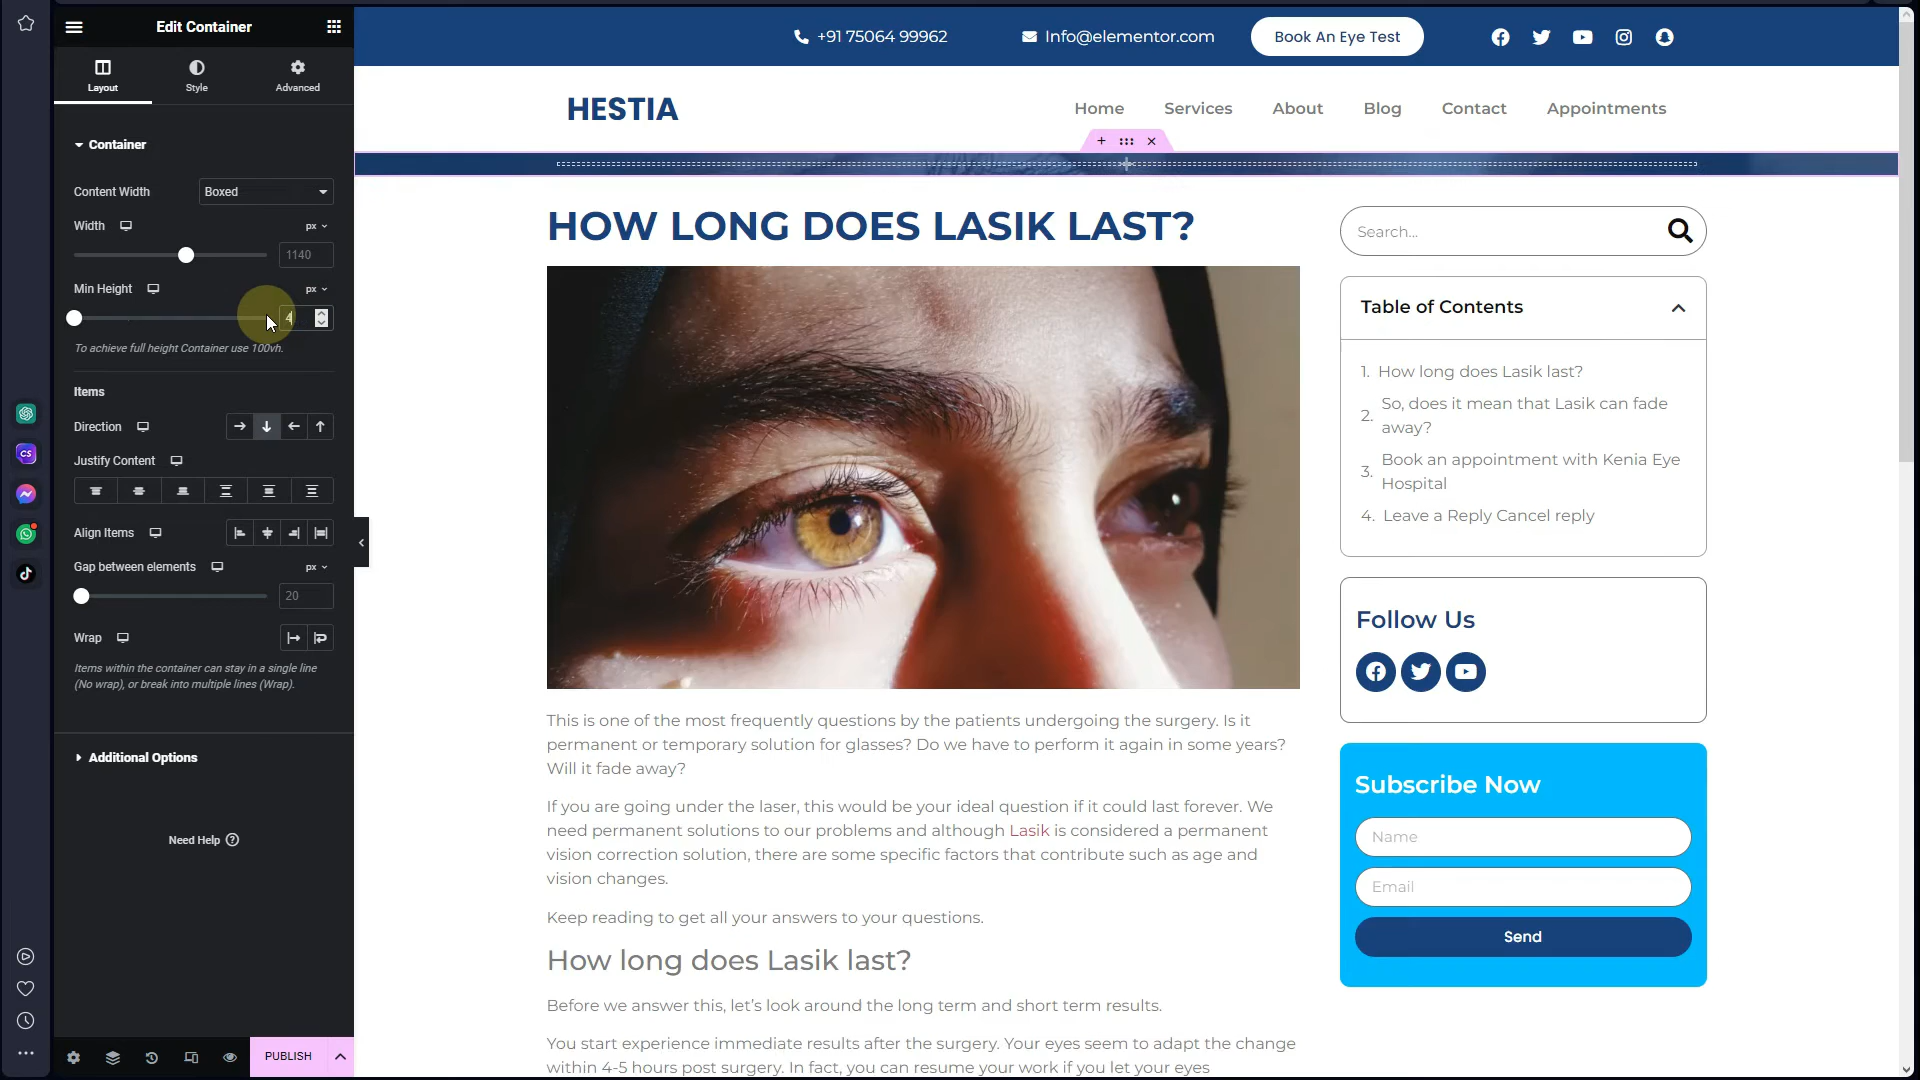 Edit Container
Layout
Style
Advanced
Container
Content Width
Boxed
Width
px
1140
Min Height
px
4
To achieve full height Container use 100vh.
Items
Direction
Justify Content
Align Items
Gap between elements
px
20
Wrap
Items within the container can stay in a single line
(No wrap), or break into multiple lines (Wrap).
Additional Options
Need Help
PUBLISH
CS
+91 75064 99962
Info@elementor.com
Book An Eye Test
HESTIA
Home
Services
About
Blog
Contact
Appointments
HOW LONG DOES LASIK LAST?
This is one of the most frequently questions by the patients undergoing the surgery. Is it
permanent or temporary solution for glasses? Do we have to perform it again in some years?
Will it fade away?
If you are going under the laser, this would be your ideal question if it could last forever. We
need permanent solutions to our problems and although Lasik is considered a permanent
vision correction solution, there are some specific factors that contribute such as age and
vision changes.
Keep reading to get all your answers to your questions.
How long does Lasik last?
Before we answer this, let’s look around the long term and short term results.
You start experience immediate results after the surgery. Your eyes seem to adapt the change
within 4-5 hours post surgery. In fact, you can resume your work if you let your eyes
Search...
Table of Contents
1. How long does Lasik last?
2. So, does it mean that Lasik can fade
away?
3. Book an appointment with Kenia Eye
Hospital
4. Leave a Reply Cancel reply
Follow Us
Subscribe Now
Name
Email
Send